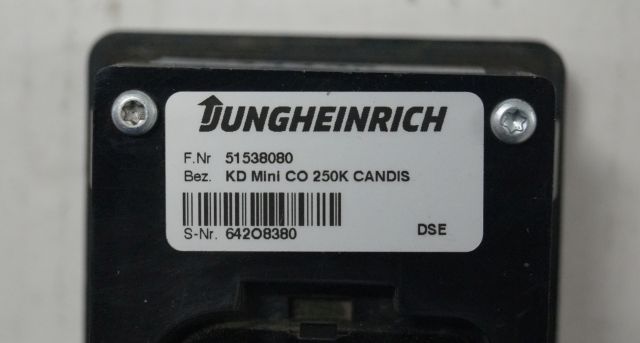 JUNGHEINRICH
F.Nr 51538080
Bez. KD Mini CO 250K CANDIS
S-Nr. 64208380 DSE